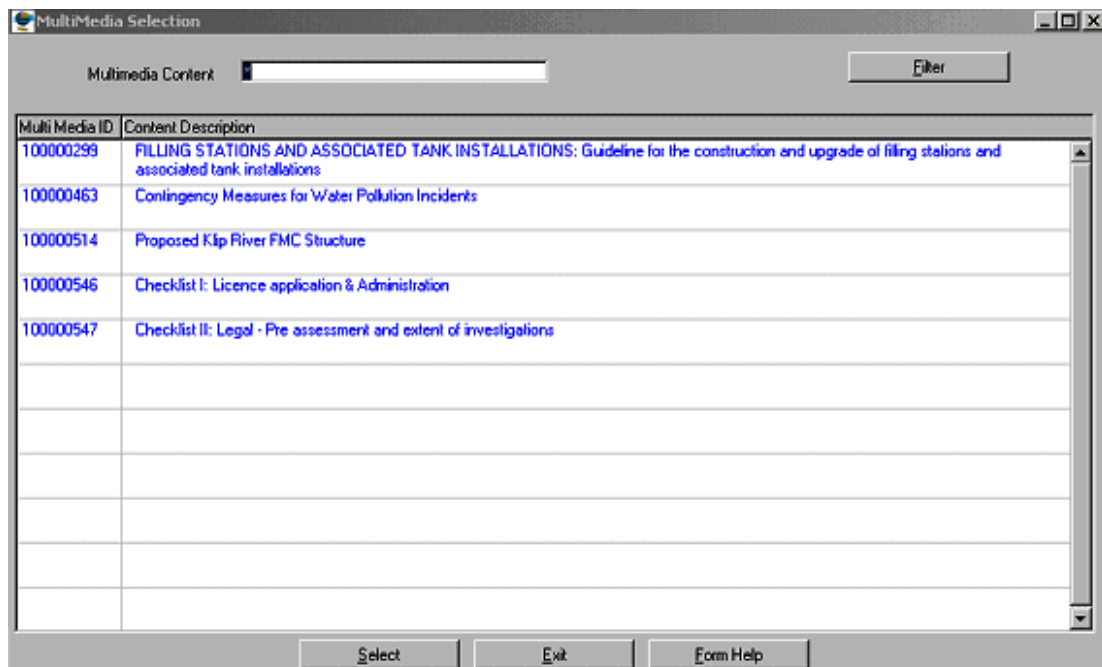 MultiMedia Selection
Multimedia Content
*
Filter
Multi Media ID Content Description
100000299 FILLING STATIONS AND ASSOCIATED TANK INSTALLATIONS: Guideline for the construction and upgrade of filling stations and
associated tank installations
100000463 Contingency Measures for Water Pollution Incidents
100000514 Proposed Klip River FMC Structure
100000546 Checklist I: Licence application & Administration
100000547 Checklist II: Legal - Pre assessment and extent of investigations
Select Exit Form Help